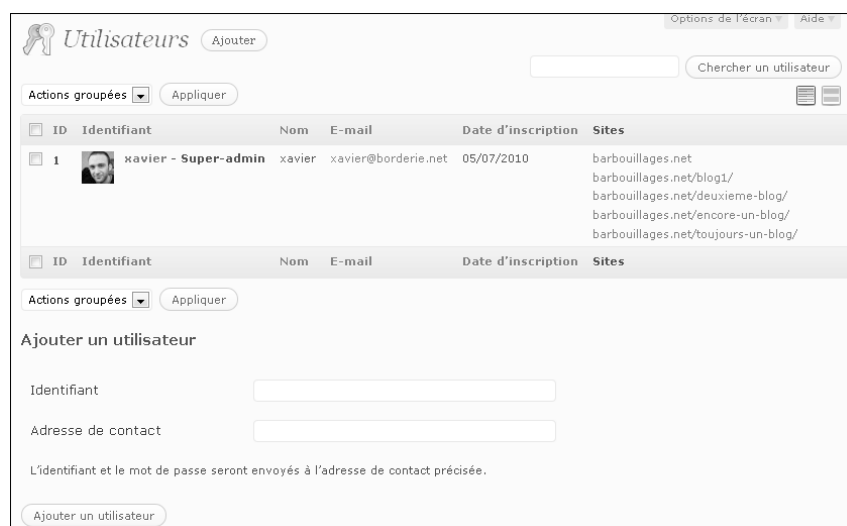 Options de l'écran Aide
Utilisateurs Ajouter
Chercher un utilisateur
Actions groupées Appliquer
ID Identifiant Nom E-mail Date d'inscription Sites
1 xavier - Super-admin xavier xavier@borderie.net 05/07/2010 barbouillages.net
barbouillages.net/blog1/
barbouillages.net/deuxieme-blog/
barbouillages.net/encore-un-blog/
barbouillages.net/toujours-un-blog/
ID Identifiant Nom E-mail Date d'inscription Sites
Actions groupées Appliquer
Ajouter un utilisateur
Identifiant
Adresse de contact
L'identifiant et le mot de passe seront envoyés à l'adresse de contact précisée.
Ajouter un utilisateur